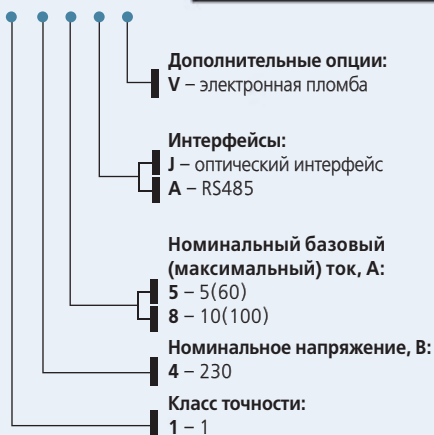 Дополнительные опции:
V – электронная пломба
Интерфейсы:
J – оптический интерфейс
A – RS485
Номинальный базовый
(максимальный) ток, А:
5 – 5(60)
8 – 10(100)
Номинальное напряжение, В:
4 – 230
Класс точности:
1 – 1